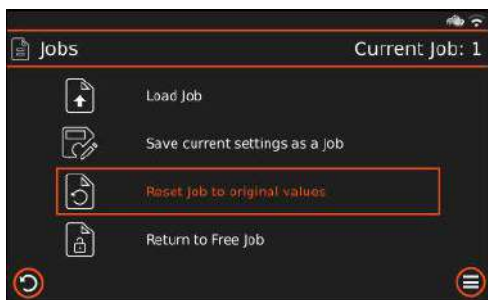 Jobs
Current Job: 1
Load Job
Save current settings as a job
Reset Job to original values
Return to Free Job